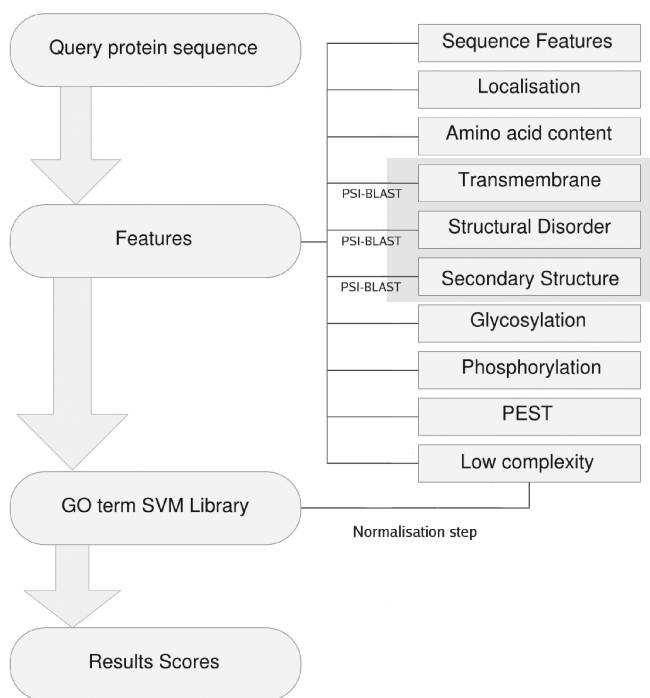 Query protein sequence
Features
GO term SVM Library
Results Scores
Sequence Features
Localisation
Amino acid content
PSI-BLAST
Transmembrane
PSI-BLAST
Structural Disorder
PSI-BLAST
Secondary Structure
Glycosylation
Phosphorylation
PEST
Low complexity
Normalisation step